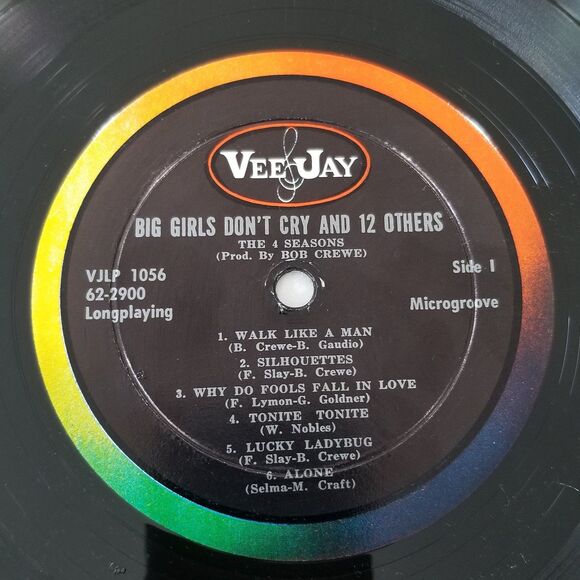 VEE JAY
BIG GIRLS DON'T CRY AND 12 OTHERS
THE 4 SEASONS
(Prod. By BOB CREWE)
VJLP 1056
62-2900
Longplaying
Side 1
Microgroove
1. WALK LIKE A MAN
(B. Crewe-B. Gaudio)
2. SILHOUETTES
(F. Slay-B. Crewe)
3. WHY DO FOOLS FALL IN LOVE
(F. Lymon-G. Goldner)
4. TONITE TONITE
(W. Nobles)
5. LUCKY LADYBUG
(F. Slay-B. Crewe)
6. ALONE
(Selma-M. Craft)